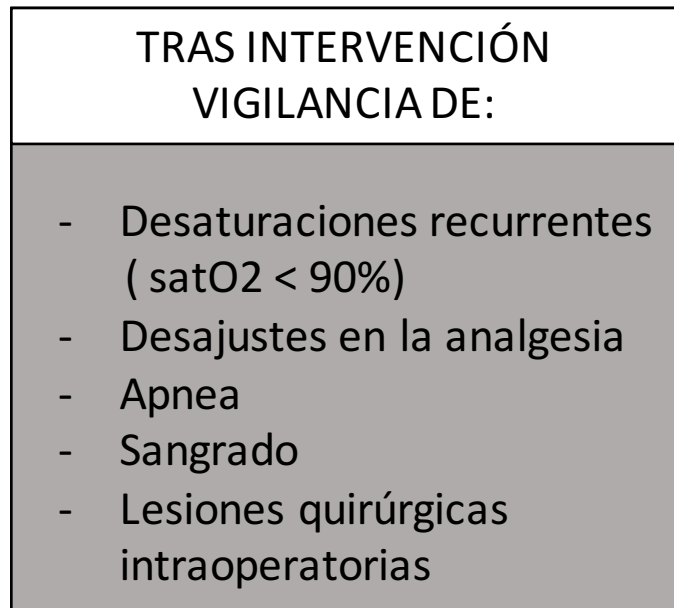 TRAS INTERVENCIÓN
VIGILANCIA DE:
- Desaturaciones recurrentes
( satO2 < 90%)
- Desajustes en la analgesia
- Apnea
- Sangrado
- Lesiones quirúrgicas
intraoperatorias